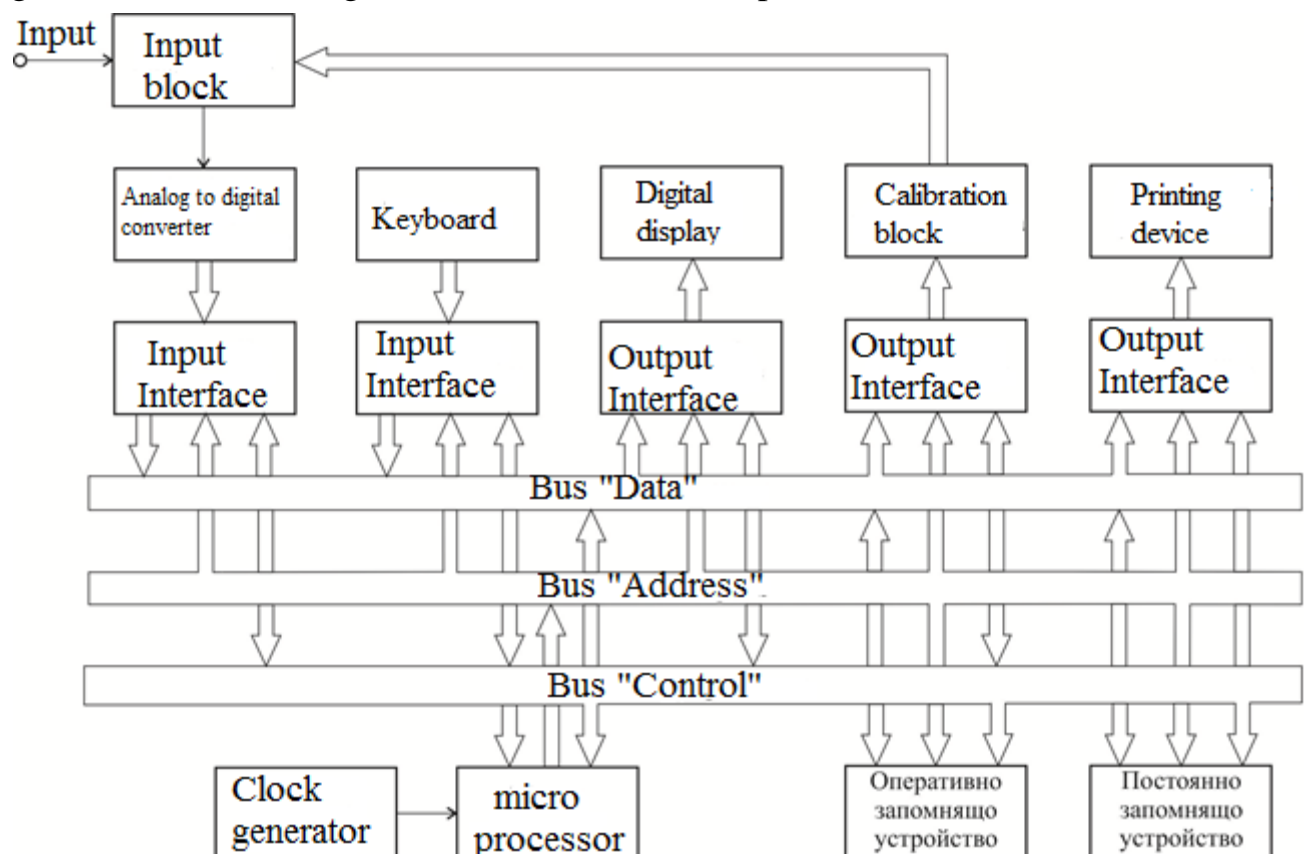 Input
Input
block
Analog to digital
converter
Keyboard
Digital
display
Calibration
block
Printing
device
Input
Interface
Input
Interface
Output
Interface
Output
Interface
Output
Interface
Bus "Data"
Bus "Address"
Bus "Control"
Clock
generator
micro
processor
Оперативно
запомнящо
устройство
Постоянно
запомнящо
устройство